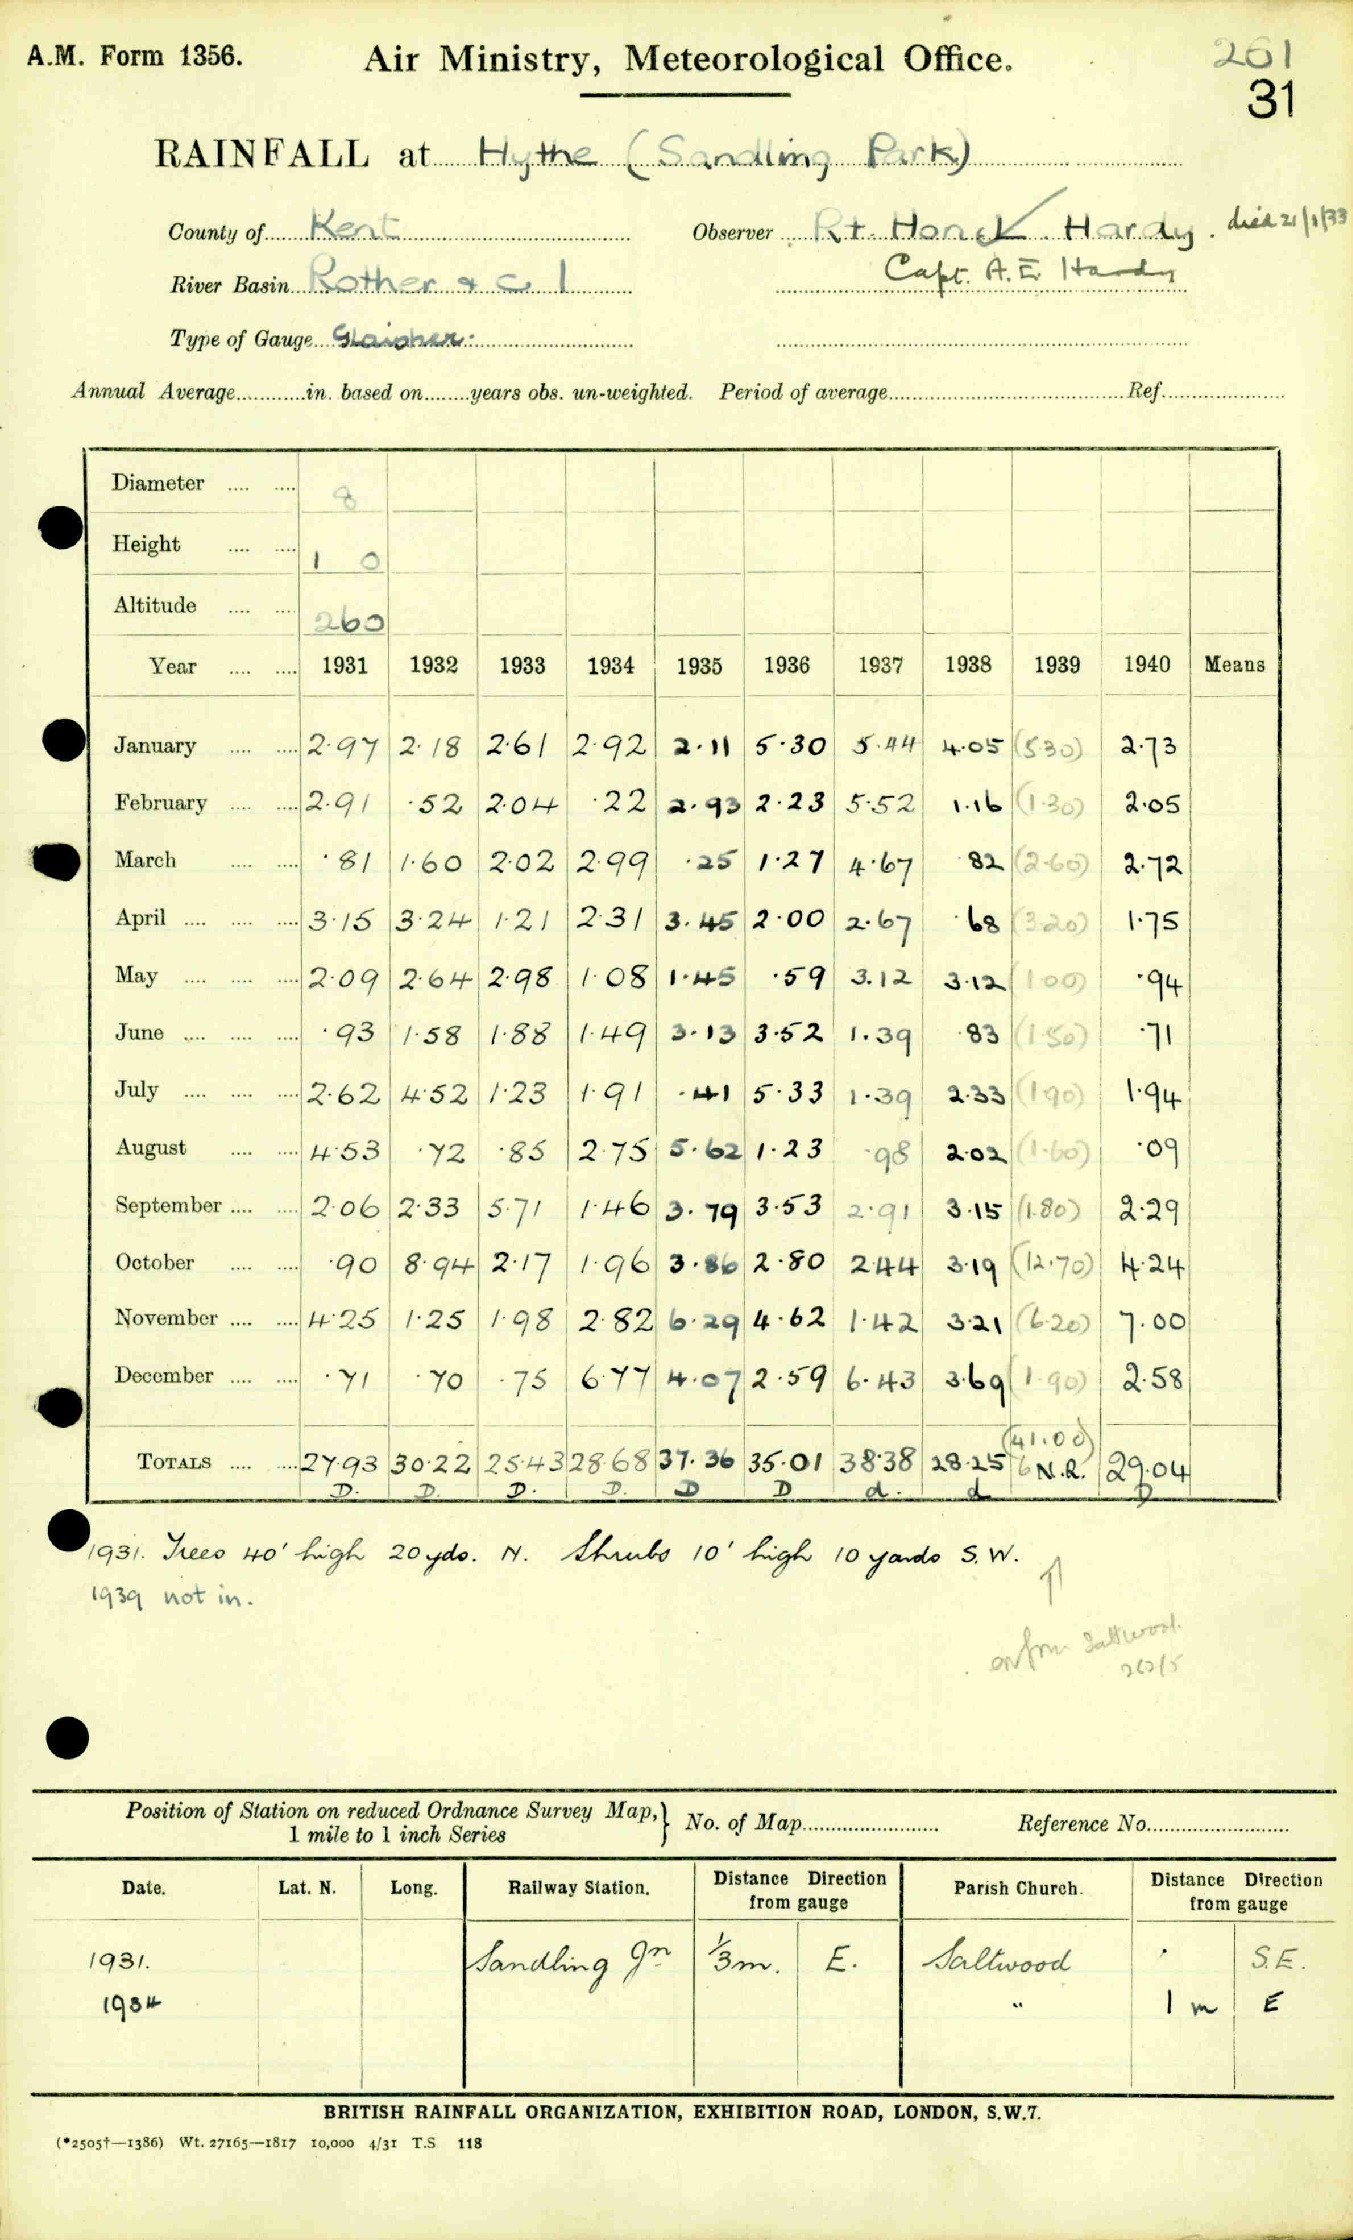 A.M. Form 1356. Air Ministry, Meteorological Office. 261
31
RAINFALL at Hythe (Sandling Park)
County of Kent Observer Rt. Hon. Hardy. died 21/1/33
Capt. A. E. Hardy
River Basin Rother & c 1
Type of Gauge Glaisher.
Annual Average in. based on years obs. un-weighted. Period of average Ref.
Diameter 8
Height 1 0
Altitude 260
Year 1931 1932 1933 1934 1935 1936 1937 1938 1939 1940 Means
January 2.97 2.18 2.61 2.92 2.11 5.30 5.44 4.05 (5.30) 2.73
February 2.91 .52 2.04 .22 2.93 2.23 5.52 1.16 (1.30) 2.05
March .81 1.60 2.02 2.99 .25 1.27 4.67 .82 (2.60) 2.72
April 3.15 3.24 1.21 2.31 3.45 2.00 2.67 .68 (3.20) 1.75
May 2.09 2.64 2.98 1.08 1.45 .59 3.12 3.12 (1.00) .94
June .93 1.58 1.88 1.49 3.13 3.52 1.39 .83 (1.50) .71
July 2.62 4.52 1.23 1.91 .41 5.33 1.39 2.33 (1.90) 1.94
August 4.53 .72 .85 2.75 5.62 1.23 .98 2.02 (1.60) .09
September 2.06 2.33 5.71 1.46 3.79 3.53 2.91 3.15 (1.80) 2.29
October .90 8.94 2.17 1.96 3.86 2.80 2.44 3.19 (12.70) 4.24
November 4.25 1.25 1.98 2.82 6.29 4.62 1.42 3.21 (6.20) 7.00
December .71 .70 .75 6.77 4.07 2.59 6.43 3.69 (1.90) 2.58
(41.00)
TOTALS 27.93 30.22 25.43 28.68 37.36 35.01 38.38 28.25 N.R. 29.04
D. D. D. D. D D d. d D
1931. Trees 40' high 20 yds. N. Shrubs 10' high 10 yards S.W.
1939 not in.
Saltwood
262/5
Position of Station on reduced Ordnance Survey Map,
1 mile to 1 inch Series
No. of Map Reference No.
Date. Lat. N. Long. Railway Station. Distance Direction from gauge Parish Church. Distance Direction from gauge
1931. Sandling Jn 1/3 m. E. Saltwood . S.E.
1934 " 1 m E
BRITISH RAINFALL ORGANIZATION, EXHIBITION ROAD, LONDON, S.W.7.
(*2505†—1386) Wt. 27165—1817 10,000 4/31 T.S 118